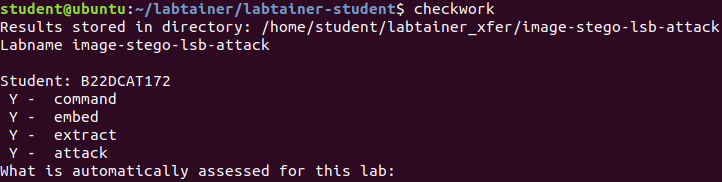 student@ubuntu:~/labtainer/labtainer-student$ checkwork
Results stored in directory: /home/student/labtainer_xfer/image-stego-lsb-attack
Labname image-stego-lsb-attack
Student: B22DCAT172
Y - command
Y - embed
Y - extract
Y - attack
What is automatically assessed for this lab: